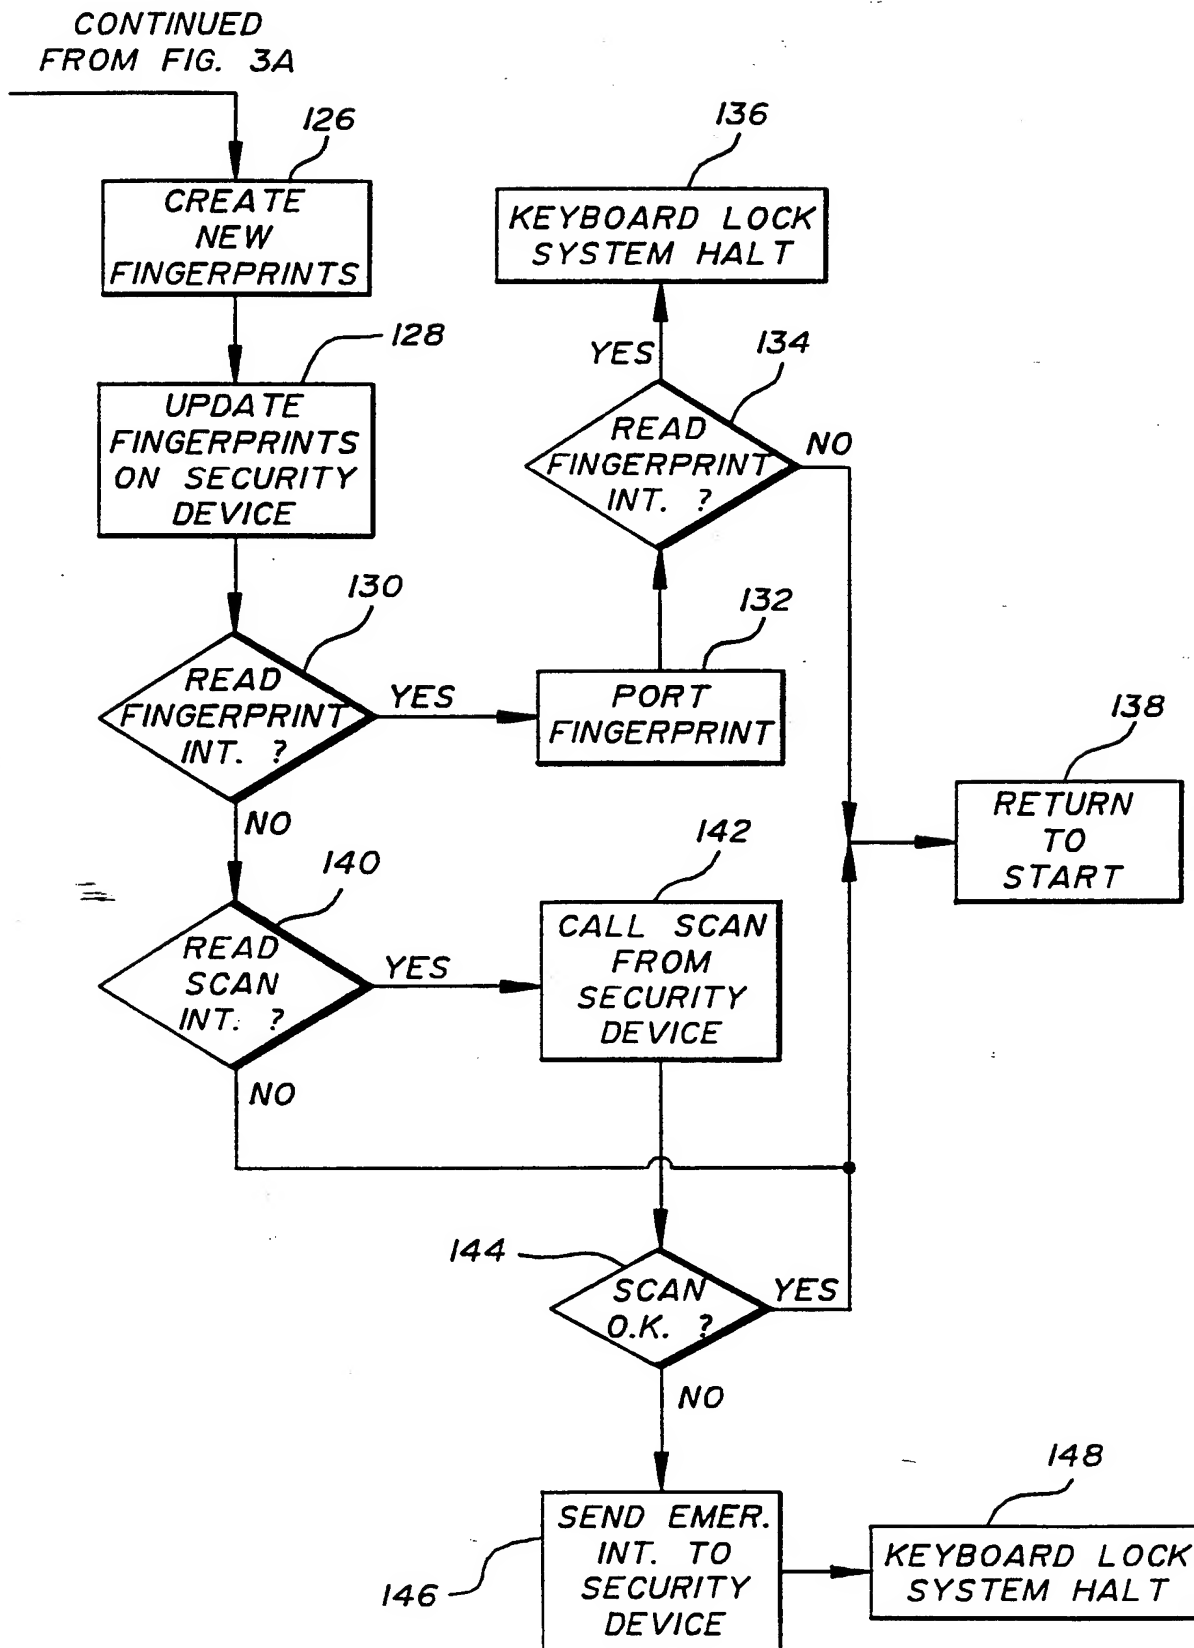 CONTINUED
FROM FIG. 3A
126
CREATE
NEW
FINGERPRINTS
128
UPDATE
FINGERPRINTS
ON SECURITY
DEVICE
130
READ
FINGERPRINT
INT. ?
YES
NO
132
PORT
FINGERPRINT
134
READ
FINGERPRINT
INT. ?
YES
NO
136
KEYBOARD LOCK
SYSTEM HALT
138
RETURN
TO
START
140
READ
SCAN
INT. ?
YES
NO
142
CALL SCAN
FROM
SECURITY
DEVICE
144
SCAN
O.K. ?
YES
NO
146
SEND EMER.
INT. TO
SECURITY
DEVICE
148
KEYBOARD LOCK
SYSTEM HALT